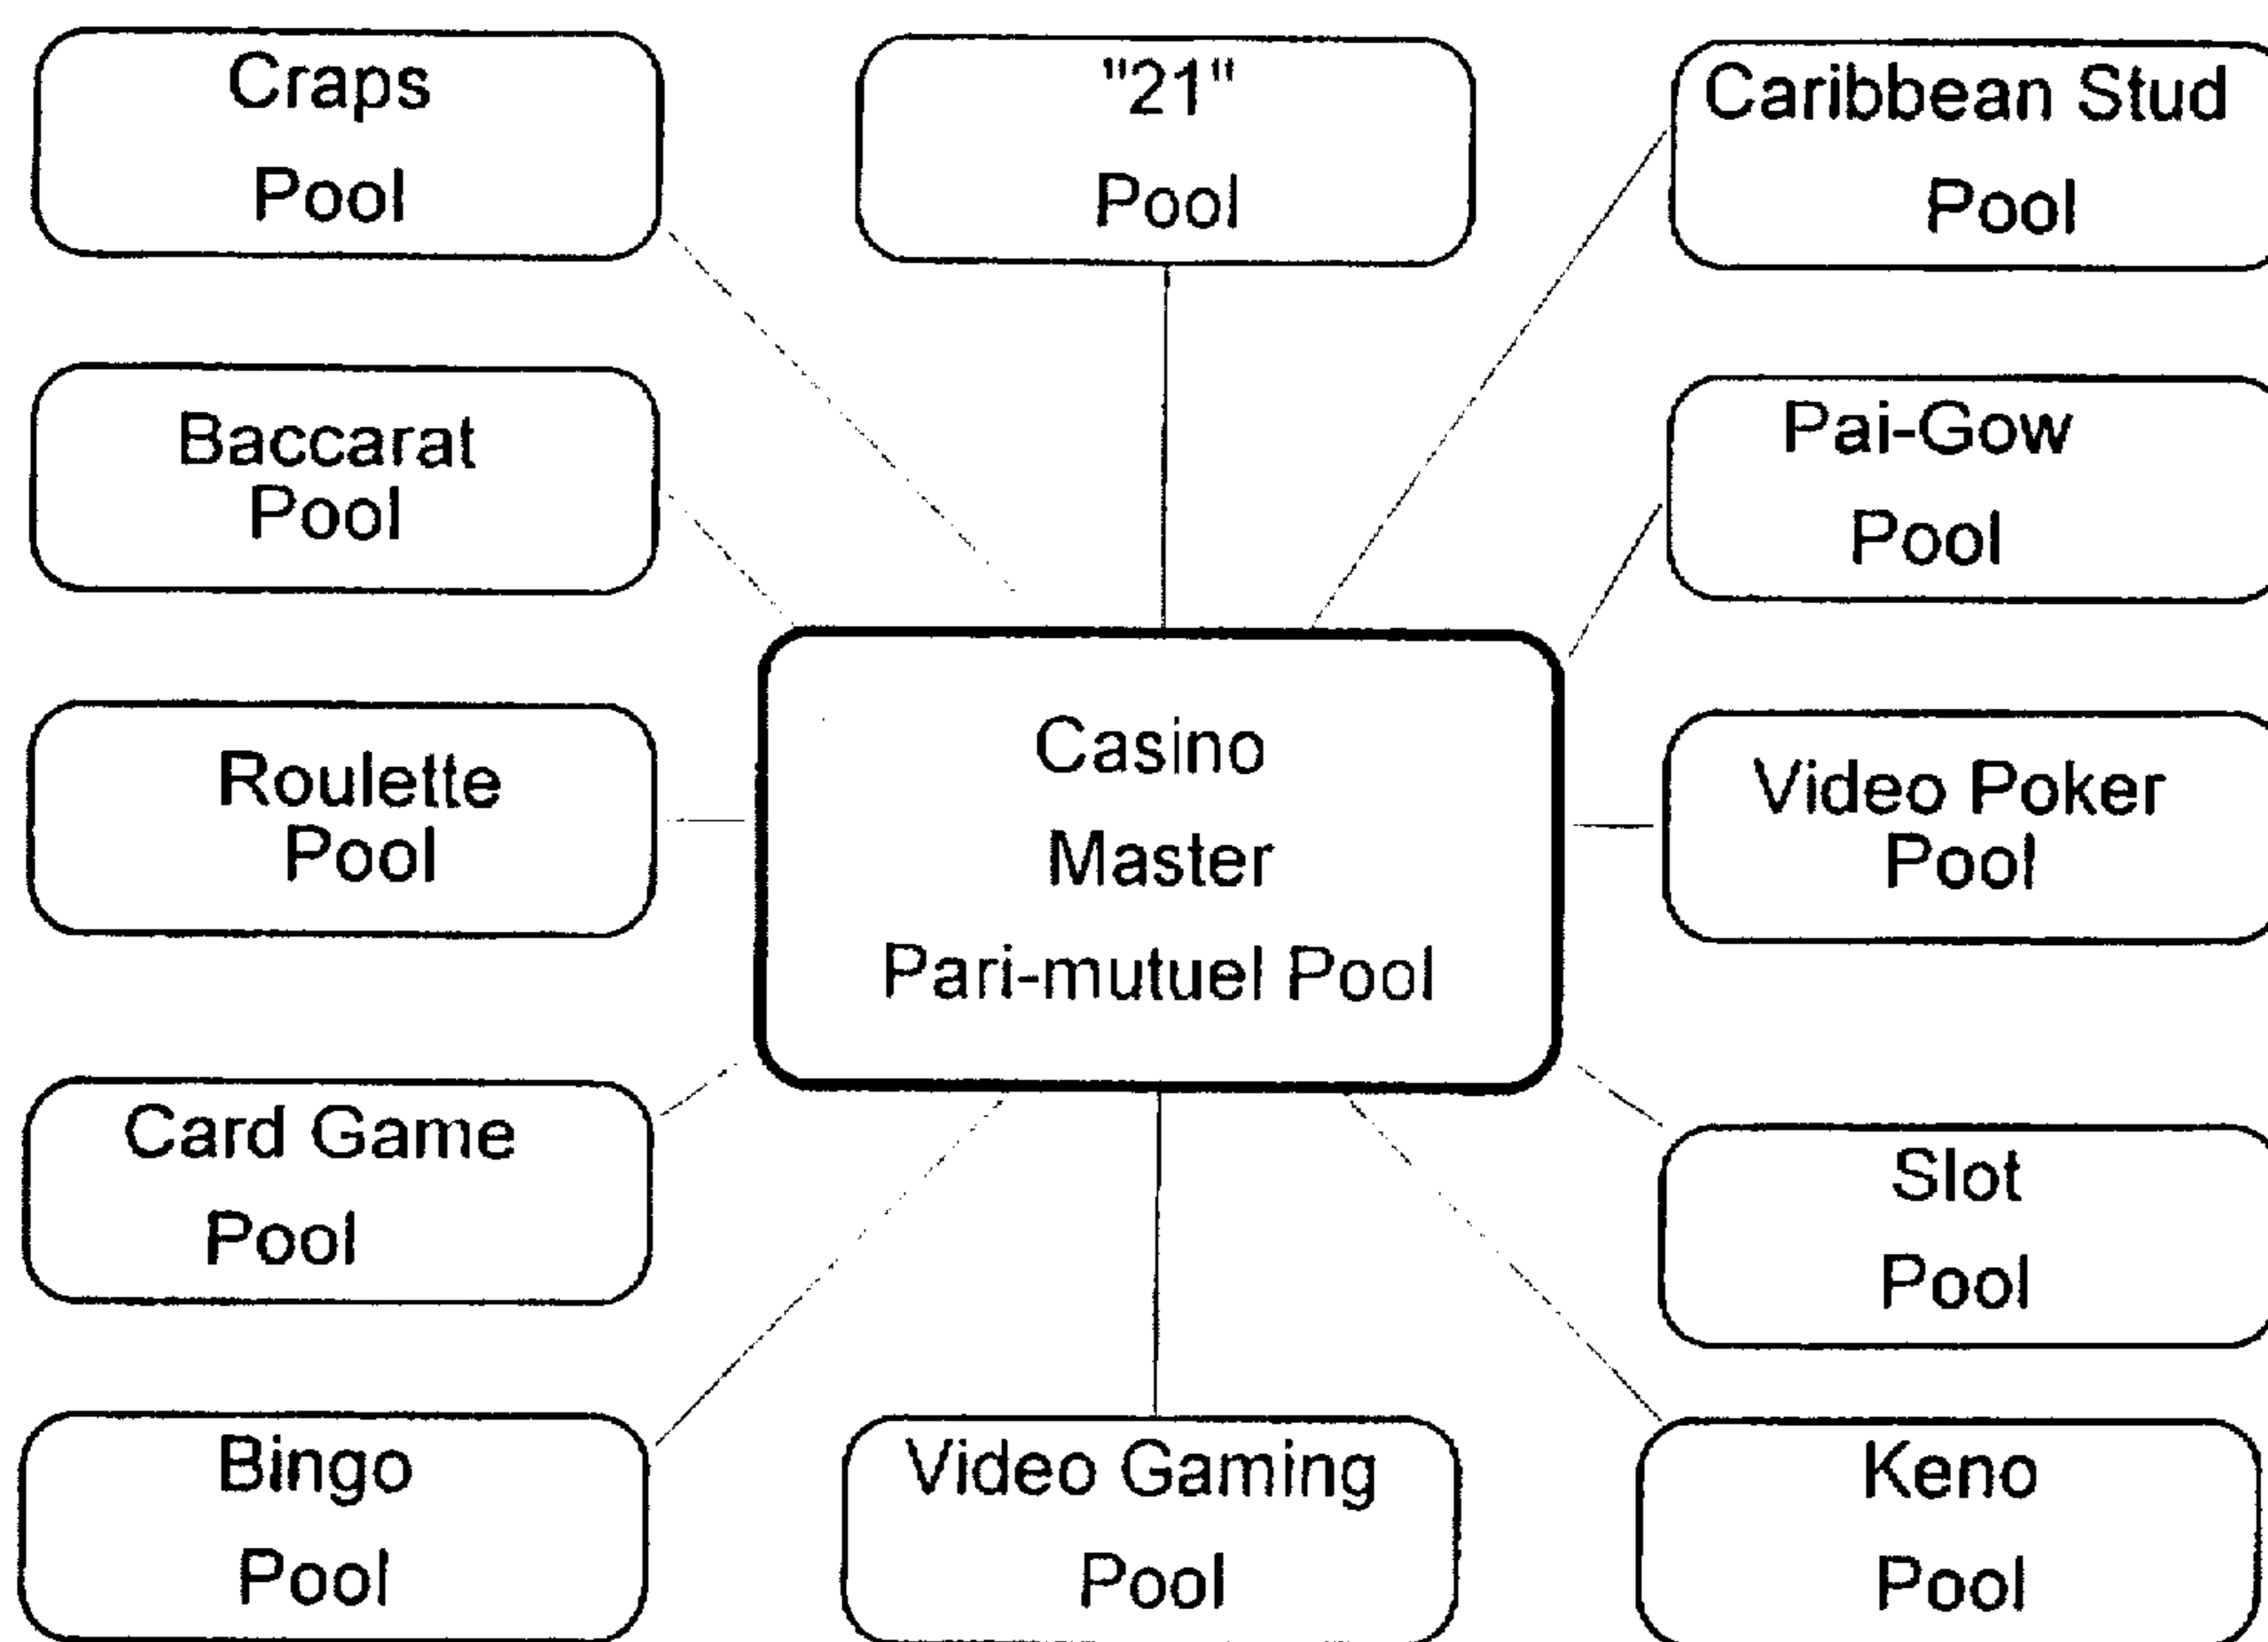 Craps
Pool
"21"
Pool
Caribbean Stud
Pool
Baccarat
Pool
Pai-Gow
Pool
Roulette
Pool
Casino
Master
Pari-mutuel Pool
Video Poker
Pool
Card Game
Pool
Slot
Pool
Bingo
Pool
Video Gaming
Pool
Keno
Pool